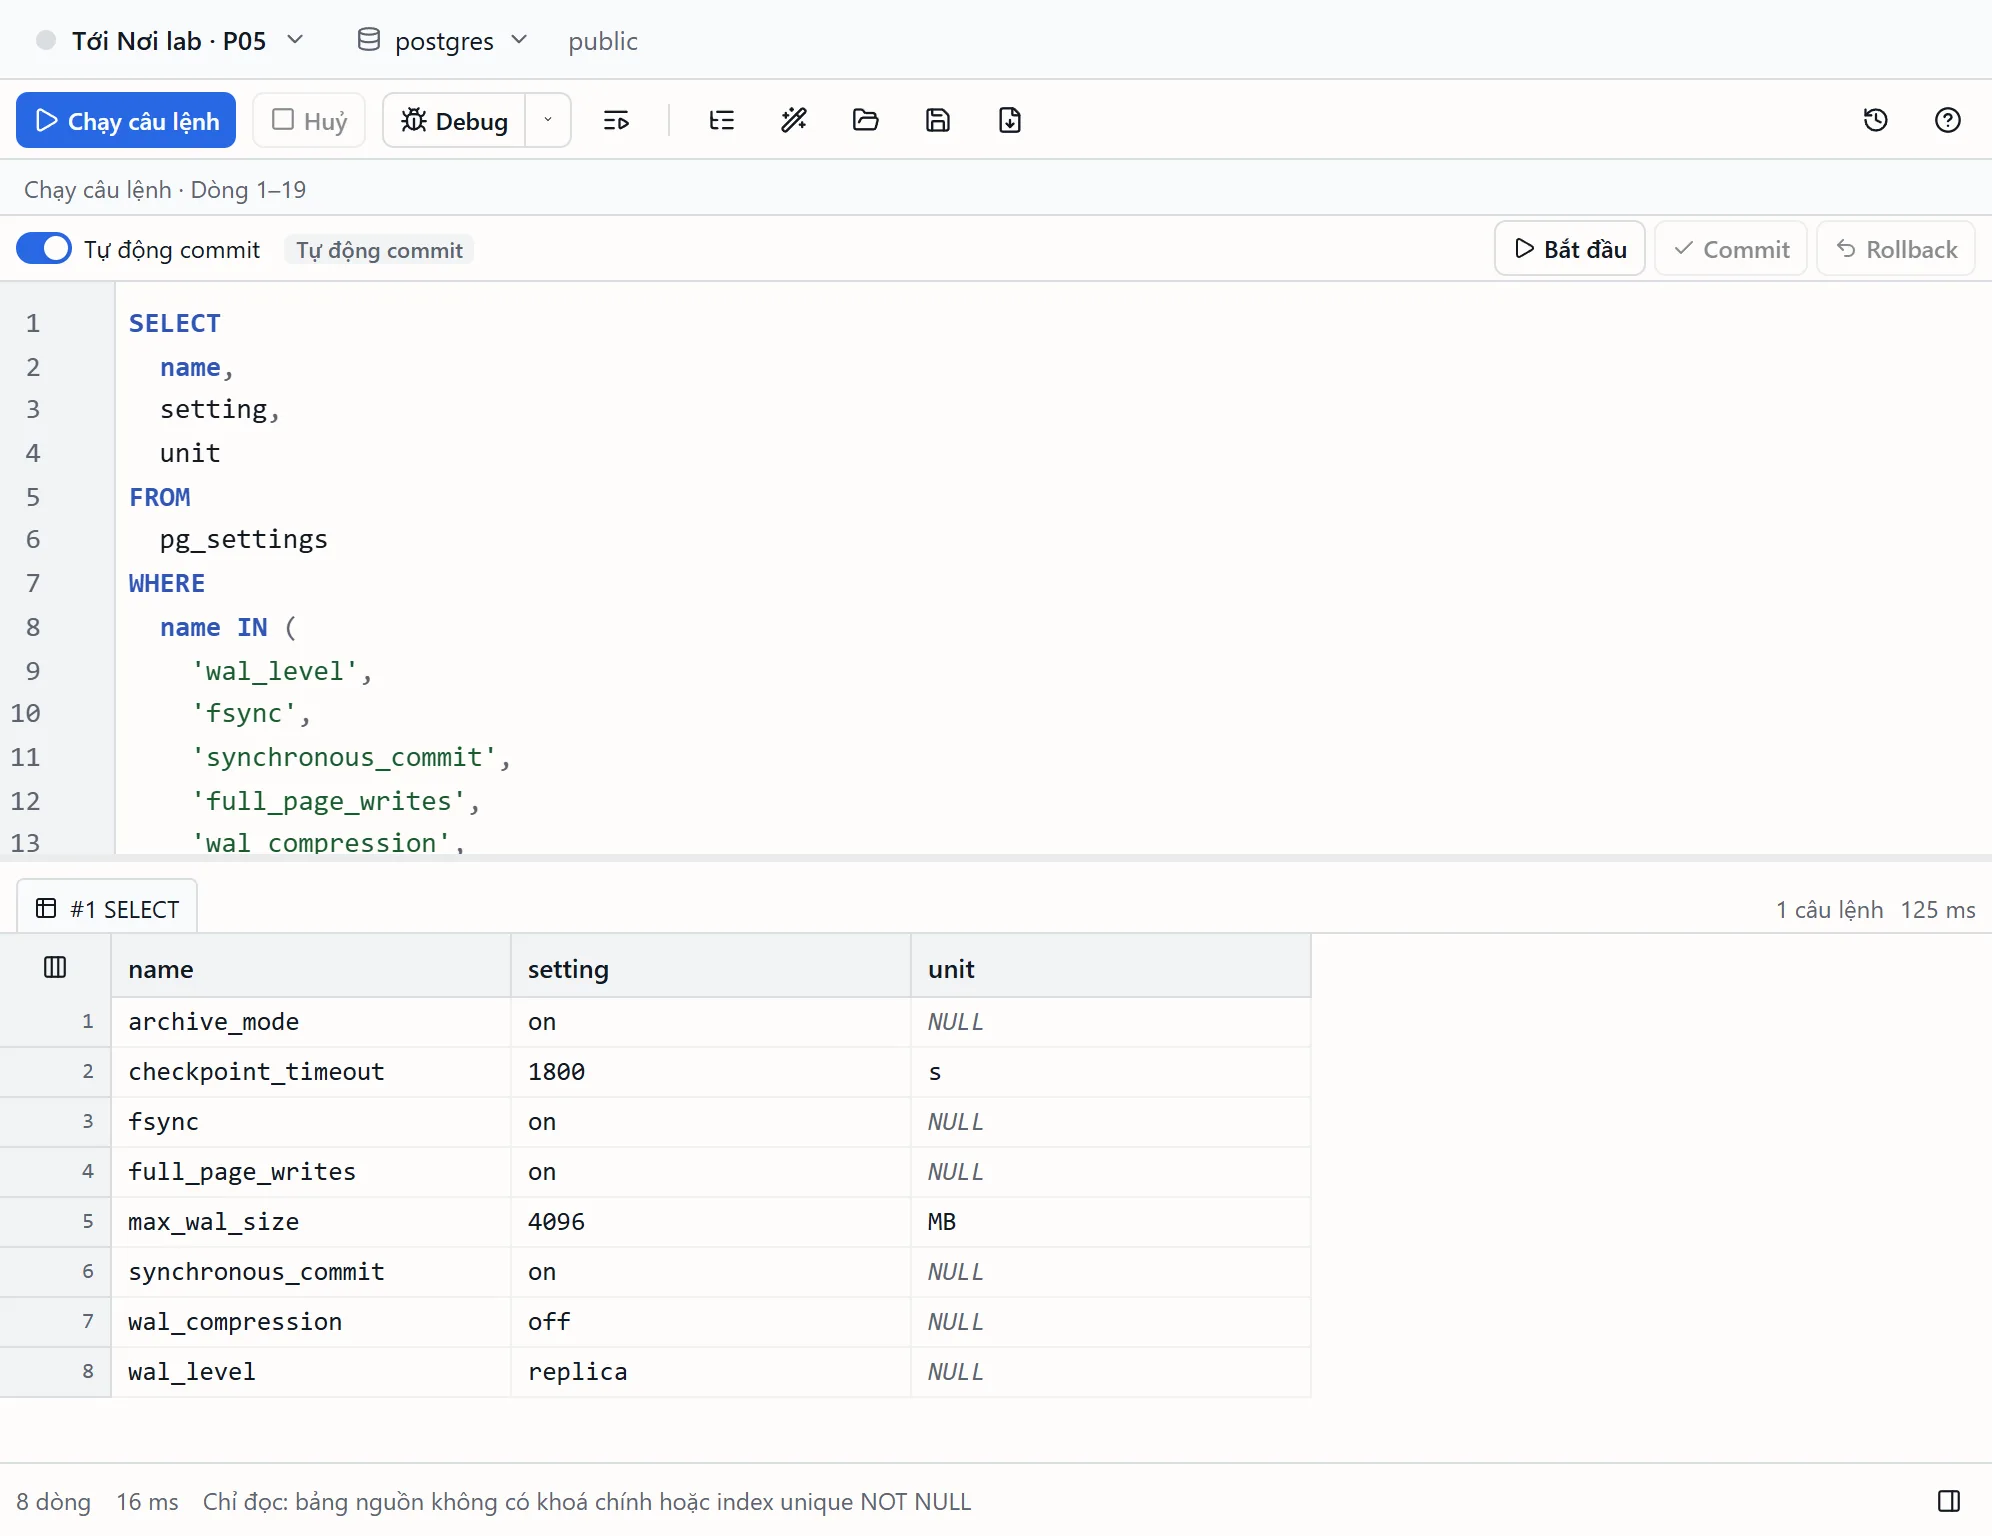 Tới Nơi lab · P05 postgres public
Chạy câu lệnh Huỷ Debug
Chạy câu lệnh · Dòng 1–19
Tự động commit Tự động commit Bắt đầu Commit Rollback
1 SELECT
2 name,
3 setting,
4 unit
5 FROM
6 pg_settings
7 WHERE
8 name IN (
9 'wal_level',
10 'fsync',
11 'synchronous_commit',
12 'full_page_writes',
13 'wal_compression',
#1 SELECT 1 câu lệnh 125 ms
name setting unit
1 archive_mode on NULL
2 checkpoint_timeout 1800 s
3 fsync on NULL
4 full_page_writes on NULL
5 max_wal_size 4096 MB
6 synchronous_commit on NULL
7 wal_compression off NULL
8 wal_level replica NULL
8 dòng 16 ms Chỉ đọc: bảng nguồn không có khoá chính hoặc index unique NOT NULL